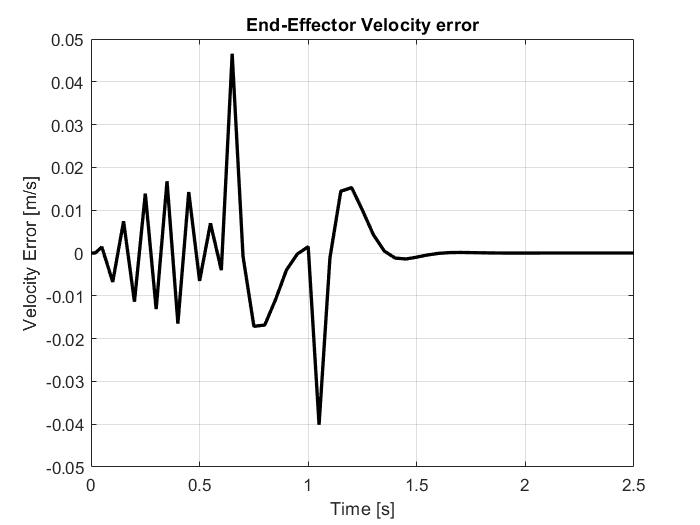 End-Effector Velocity error
0.05
0.04
0.03
0.02
0.01
0
-0.01
-0.02
-0.03
-0.04
-0.05
Velocity Error [m/s]
0 0.5 1 1.5 2 2.5
Time [s]